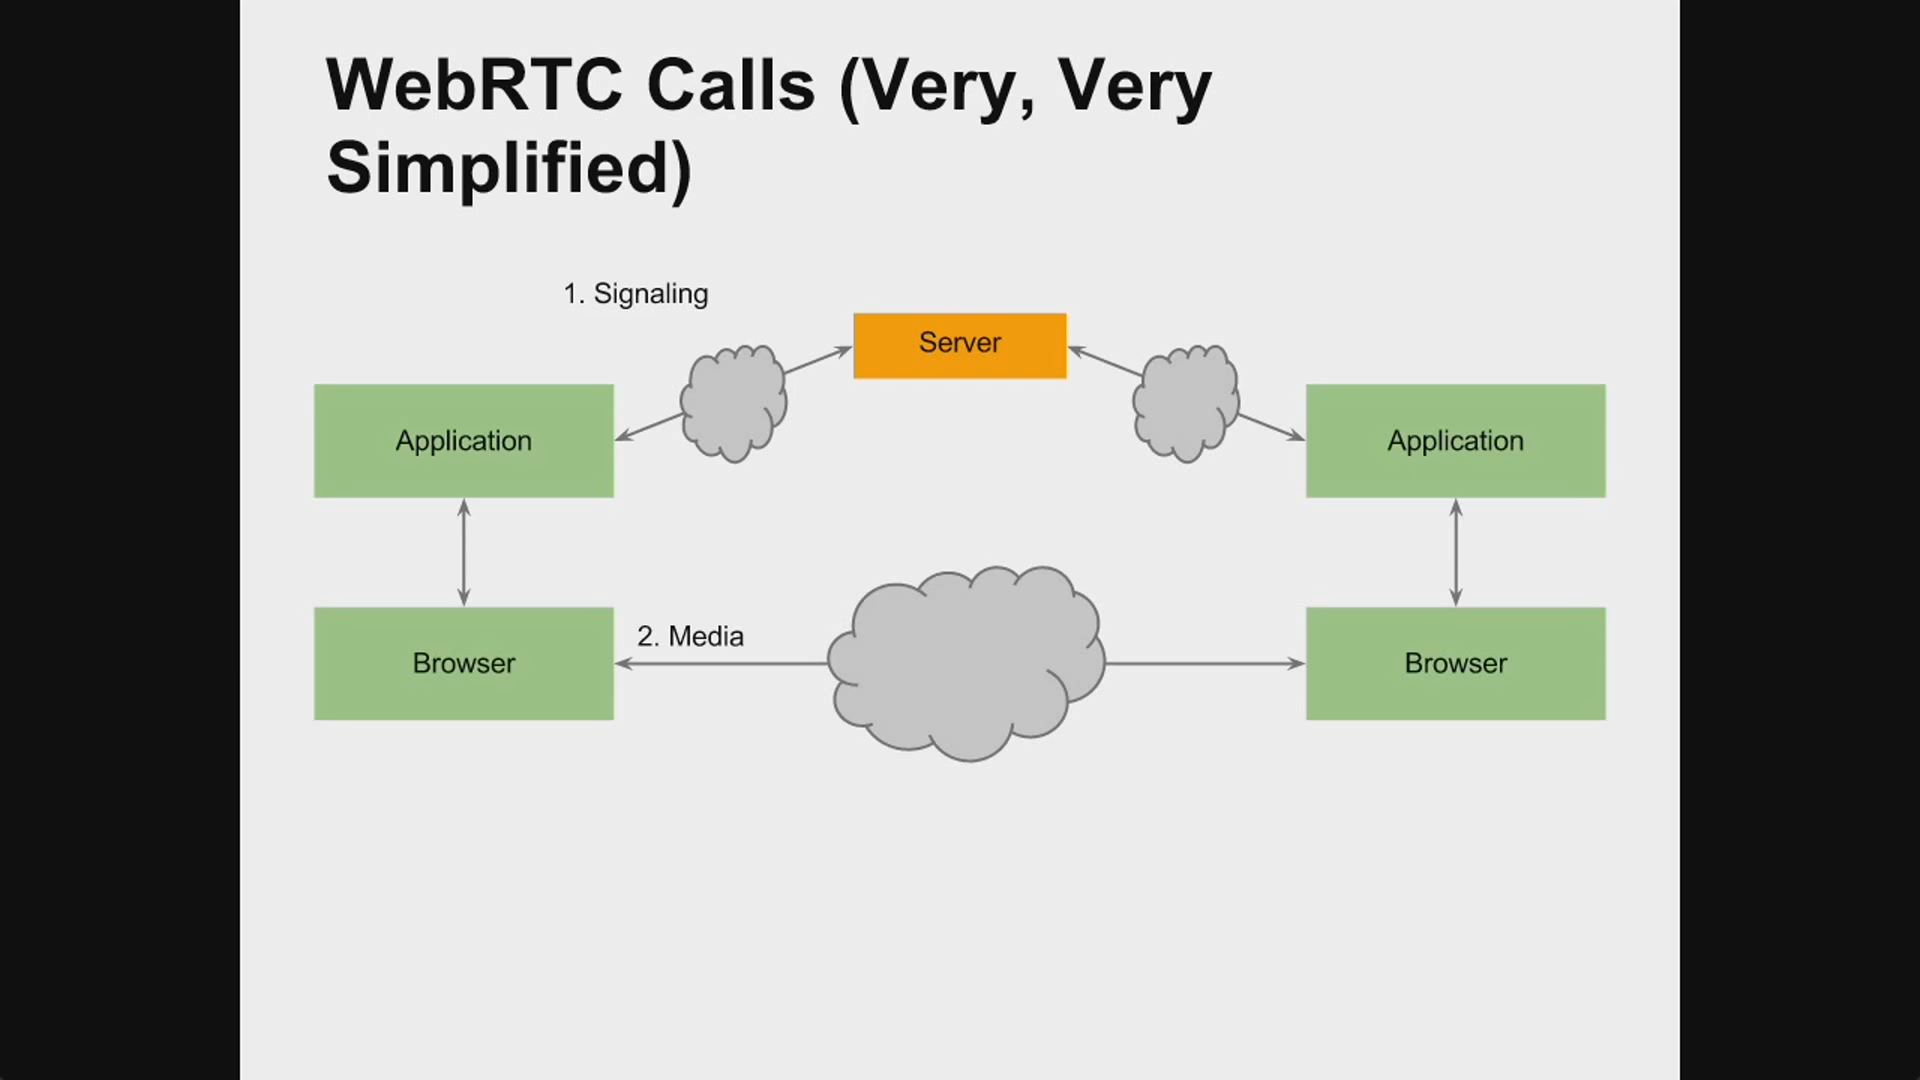 WebRTC Calls (Very, Very
Simplified)
1. Signaling
Server
Application
Application
2. Media
Browser
Browser